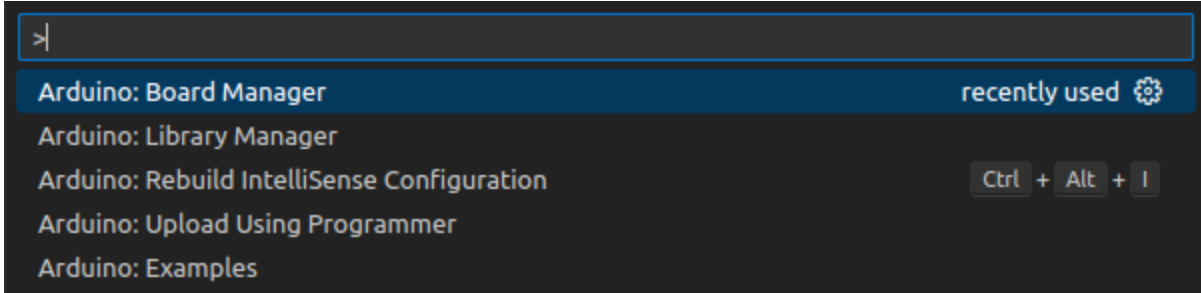 >
Arduino: Board Manager recently used
Arduino: Library Manager
Arduino: Rebuild IntelliSense Configuration Ctrl + Alt + I
Arduino: Upload Using Programmer
Arduino: Examples